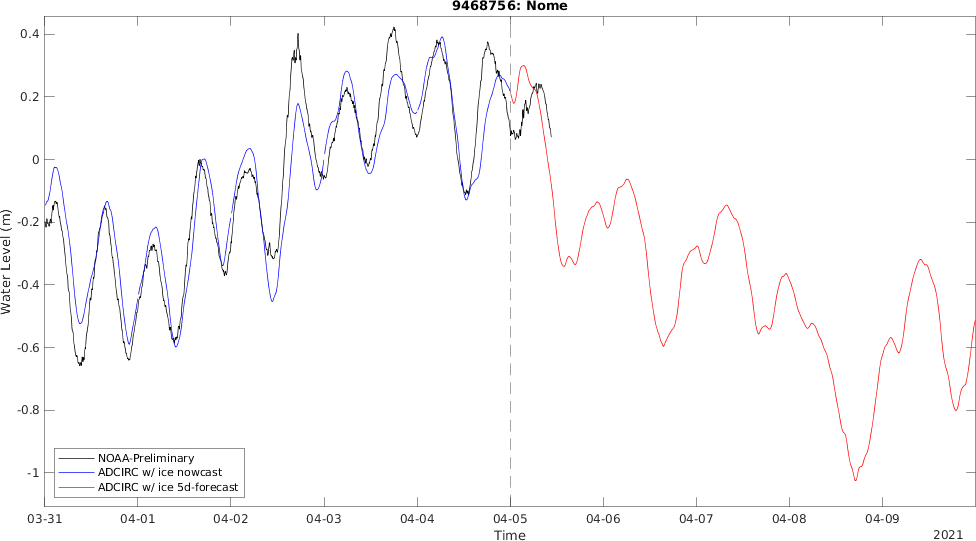 9468756: Nome
Water Level (m)
0.4
0.2
0
-0.2
-0.4
-0.6
-0.8
-1
NOAA-Preliminary
ADCIRC w/ ice nowcast
ADCIRC w/ ice 5d-forecast
03-31 04-01 04-02 04-03 04-04 04-05 04-06 04-07 04-08 04-09
Time
2021